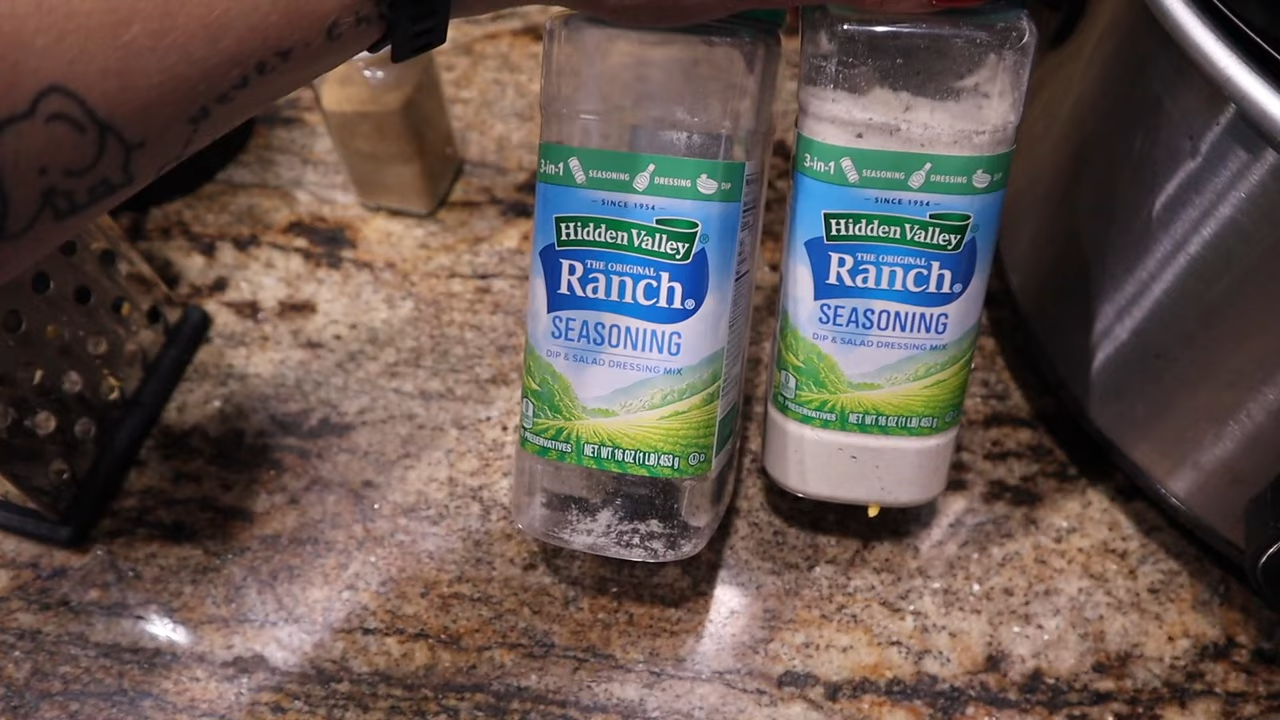 3-in-1 SEASONING DRESSING DIP
— SINCE 1954 —
Hidden Valley®
THE ORIGINAL
Ranch®
SEASONING
DIP & SALAD DRESSING MIX
PRESERVATIVES
NET WT 16 OZ (1 LB) 453 g
3-in-1 SEASONING DRESSING DIP
— SINCE 1954 —
Hidden Valley
THE ORIGINAL
Ranch®
SEASONING
DIP & SALAD DRESSING MIX
PRESERVATIVES
NET WT 16 OZ (1 LB) 453 g